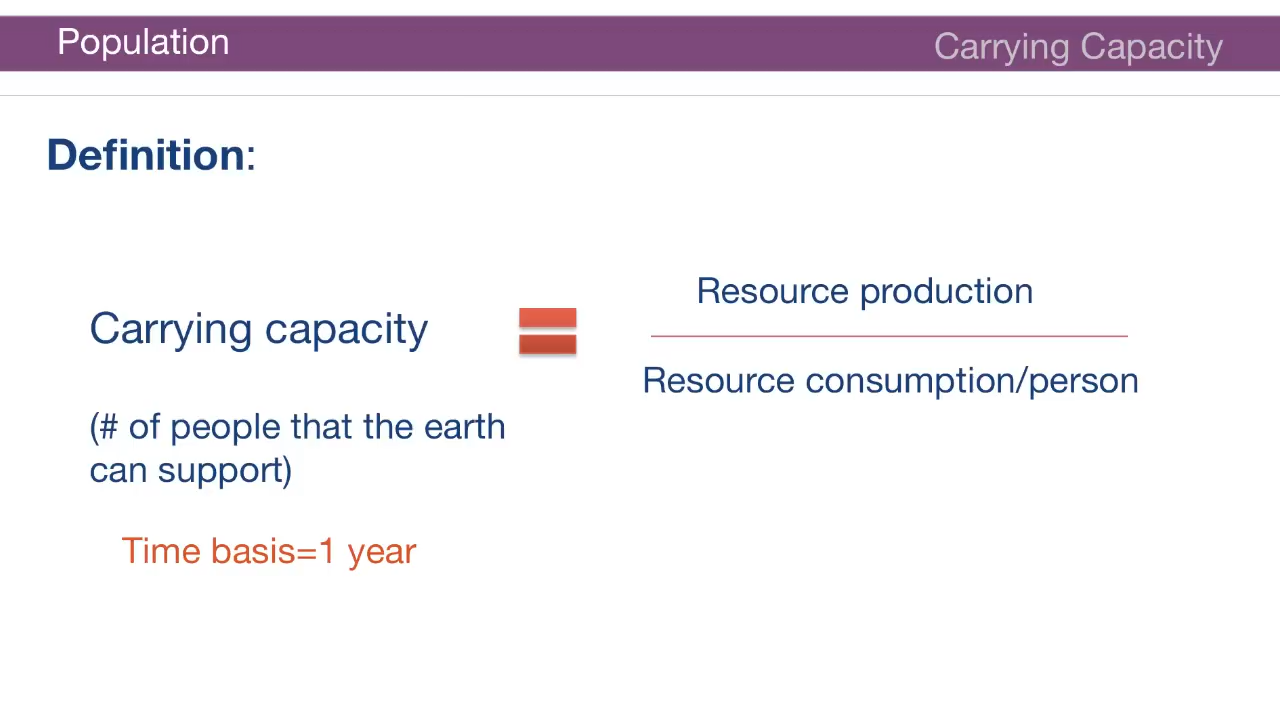 Population
Carrying Capacity
Definition:
Carrying capacity
(# of people that the earth
can support)
Time basis=1 year
Resource production
Resource consumption/person